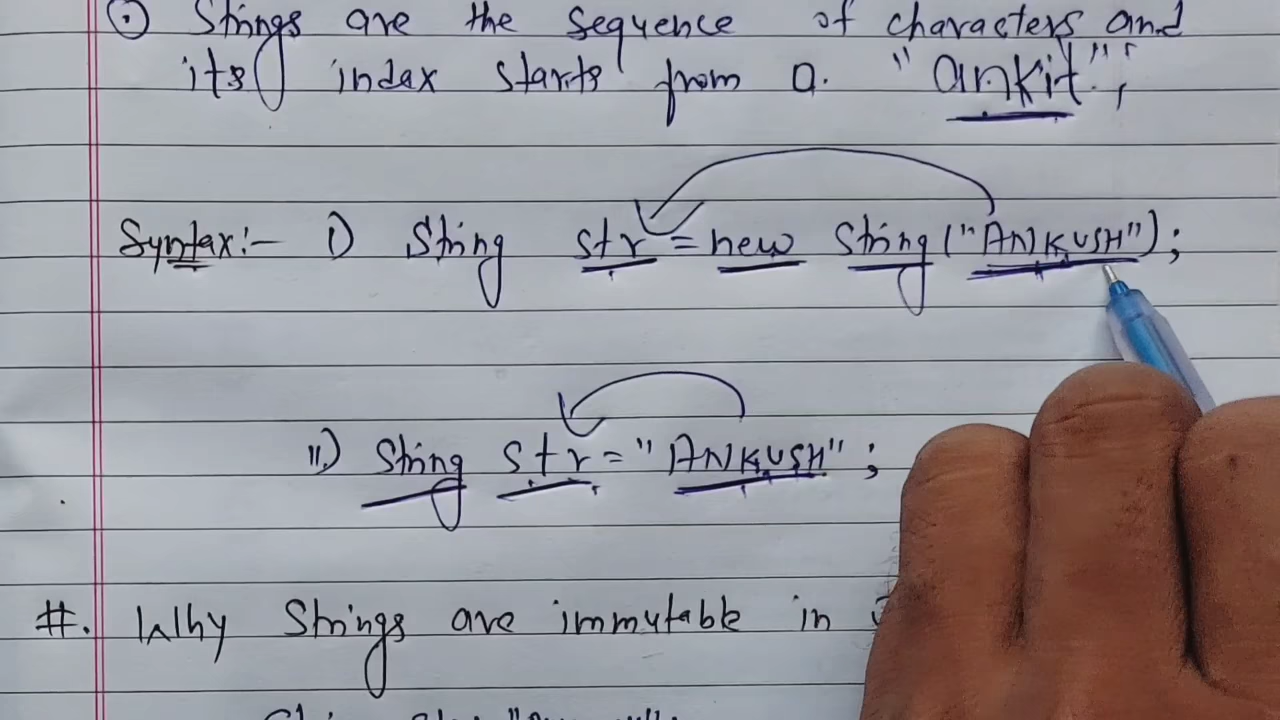 Strings are the sequence of characters and
its index starts from 0. "ankit";
Syntax:- i) String str = new String("ANKUSH");
ii) String str = "ANKUSH";
#. Why Strings are immutable in